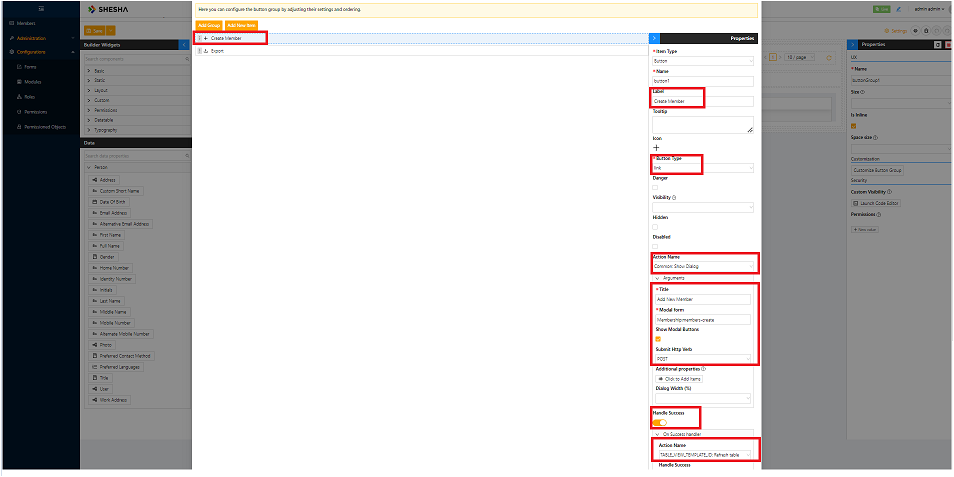 SHESHA
Live
admin admin
Members
Administration
Configurations
Forms
Modules
Roles
Permissions
Permissioned Objects
Save
Settings
Builder Widgets
Search components
Basic
Static
Layout
Custom
Permissions
Datatable
Typography
Data
Search data properties
Person
Address
Custom Short Name
Date Of Birth
Email Address
Alternative Email Address
First Name
Full Name
Gender
Home Number
Identity Number
Initials
Last Name
Middle Name
Mobile Number
Alternate Mobile Number
Photo
Preferred Contact Method
Preferred Languages
Title
User
Work Address
Here you can configure the button group by adjusting their settings and ordering.
Add Group
Add New Item
Create Member
Export
Properties
* Item Type
Button
* Name
button1
Label
Create Member
Tooltip
Icon
* Button Type
link
Danger
Visibility
Hidden
Disabled
Action Name
Common: Show Dialog
Arguments
* Title
Add New Member
* Modal form
Membership:members-create
Show Modal Buttons
Submit Http Verb
POST
Additional properties
Click to Add Items
Dialog Width (%)
Handle Success
On Success handler
Action Name
TABLE_VIEW_TEMPLATE_ID: Refresh table
Handle Success
1
10 / page
Properties
UX
* Name
buttonGroup1
Size
Is Inline
Space size
Customization
Customize Button Group
Security
Custom Visibility
Launch Code Editor
Permissions
+ New value